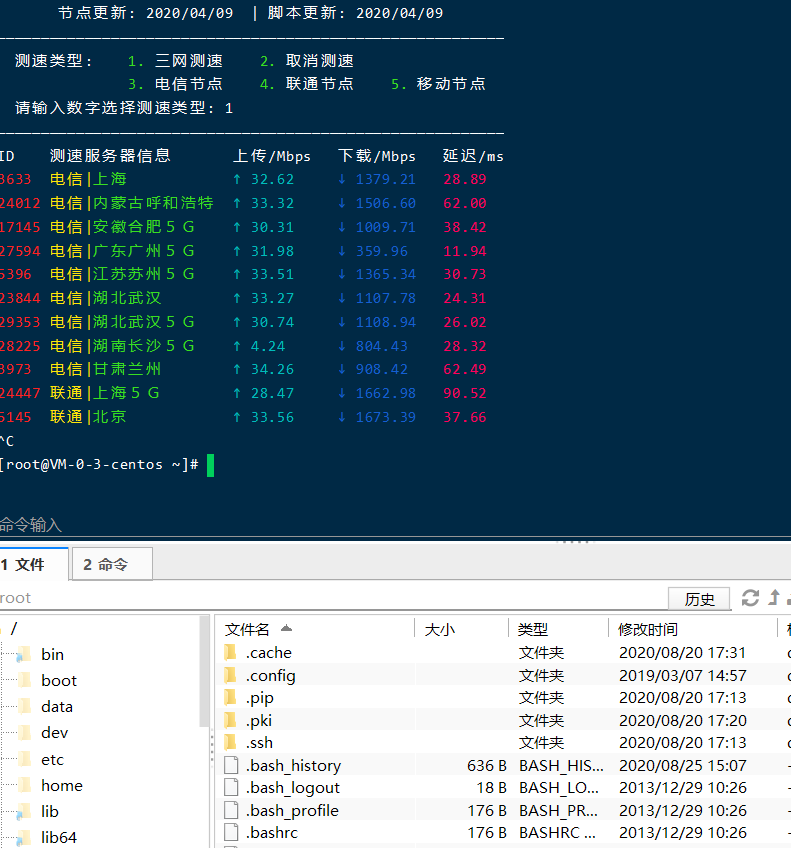 节点更新: 2020/04/09 | 脚本更新: 2020/04/09
测速类型: 1. 三网测速 2. 取消测速
3. 电信节点 4. 联通节点 5. 移动节点
请输入数字选择测速类型: 1
ID 测速服务器信息 上传/Mbps 下载/Mbps 延迟/ms
3633 电信|上海 ↑ 32.62 ↓ 1379.21 28.89
24012 电信|内蒙古呼和浩特 ↑ 33.32 ↓ 1506.60 62.00
17145 电信|安徽合肥5G ↑ 30.31 ↓ 1009.71 38.42
27594 电信|广东广州5G ↑ 31.98 ↓ 359.96 11.94
5396 电信|江苏苏州5G ↑ 33.51 ↓ 1365.34 30.73
23844 电信|湖北武汉 ↑ 33.27 ↓ 1107.78 24.31
29353 电信|湖北武汉5G ↑ 30.74 ↓ 1108.94 26.02
28225 电信|湖南长沙5G ↑ 4.24 ↓ 804.43 28.32
3973 电信|甘肃兰州 ↑ 34.26 ↓ 908.42 62.49
24447 联通|上海5G ↑ 28.47 ↓ 1662.98 90.52
5145 联通|北京 ↑ 33.56 ↓ 1673.39 37.66
^C
[root@VM-0-3-centos ~]#
命令输入
1 文件 2 命令
root 历史
/
bin
boot
data
dev
etc
home
lib
lib64
文件名 大小 类型 修改时间
.cache 文件夹 2020/08/20 17:31
.config 文件夹 2019/03/07 14:57
.pip 文件夹 2020/08/20 17:13
.pki 文件夹 2020/08/20 17:20
.ssh 文件夹 2020/08/20 17:13
.bash_history 636 B BASH_HIS... 2020/08/25 15:07
.bash_logout 18 B BASH_LO... 2013/12/29 10:26
.bash_profile 176 B BASH_PR... 2013/12/29 10:26
.bashrc 176 B BASHRC ... 2013/12/29 10:26